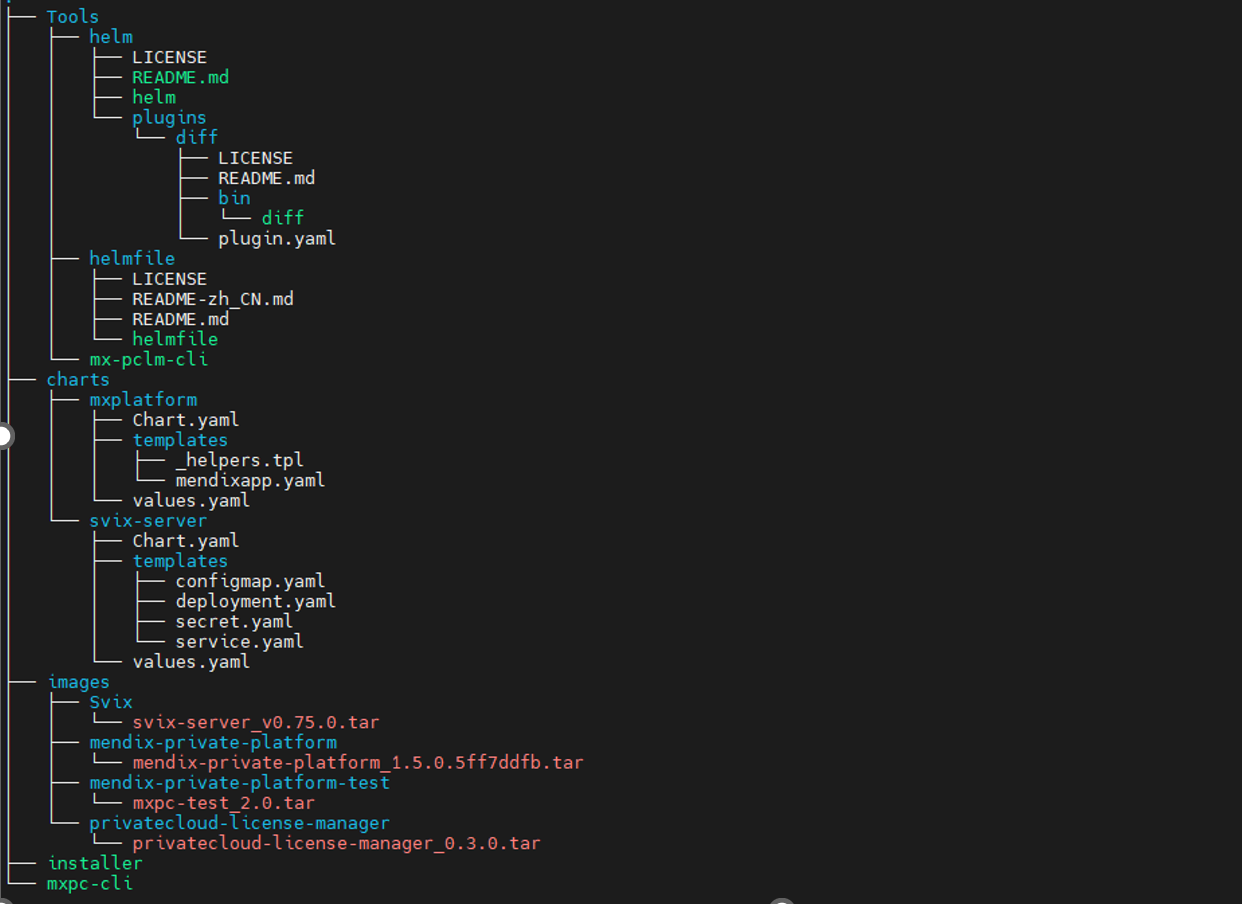 ├── Tools
│   ├── helm
│   │   ├── LICENSE
│   │   ├── README.md
│   │   ├── helm
│   │   └── plugins
│   │       └── diff
│   │           ├── LICENSE
│   │           ├── README.md
│   │           ├── bin
│   │           │   └── diff
│   │           └── plugin.yaml
│   ├── helmfile
│   │   ├── LICENSE
│   │   ├── README-zh_CN.md
│   │   ├── README.md
│   │   └── helmfile
│   └── mx-pclm-cli
├── charts
│   ├── mxplatform
│   │   ├── Chart.yaml
│   │   ├── templates
│   │   │   ├── _helpers.tpl
│   │   │   └── mendixapp.yaml
│   │   └── values.yaml
│   └── svix-server
│       ├── Chart.yaml
│       ├── templates
│       │   ├── configmap.yaml
│       │   ├── deployment.yaml
│       │   ├── secret.yaml
│       │   └── service.yaml
│       └── values.yaml
├── images
│   ├── Svix
│   │   └── svix-server_v0.75.0.tar
│   ├── mendix-private-platform
│   │   └── mendix-private-platform_1.5.0.5ff7ddfb.tar
│   ├── mendix-private-platform-test
│   │   └── mxpc-test_2.0.tar
│   └── privatecloud-license-manager
│       └── privatecloud-license-manager_0.3.0.tar
├── installer
└── mxpc-cli